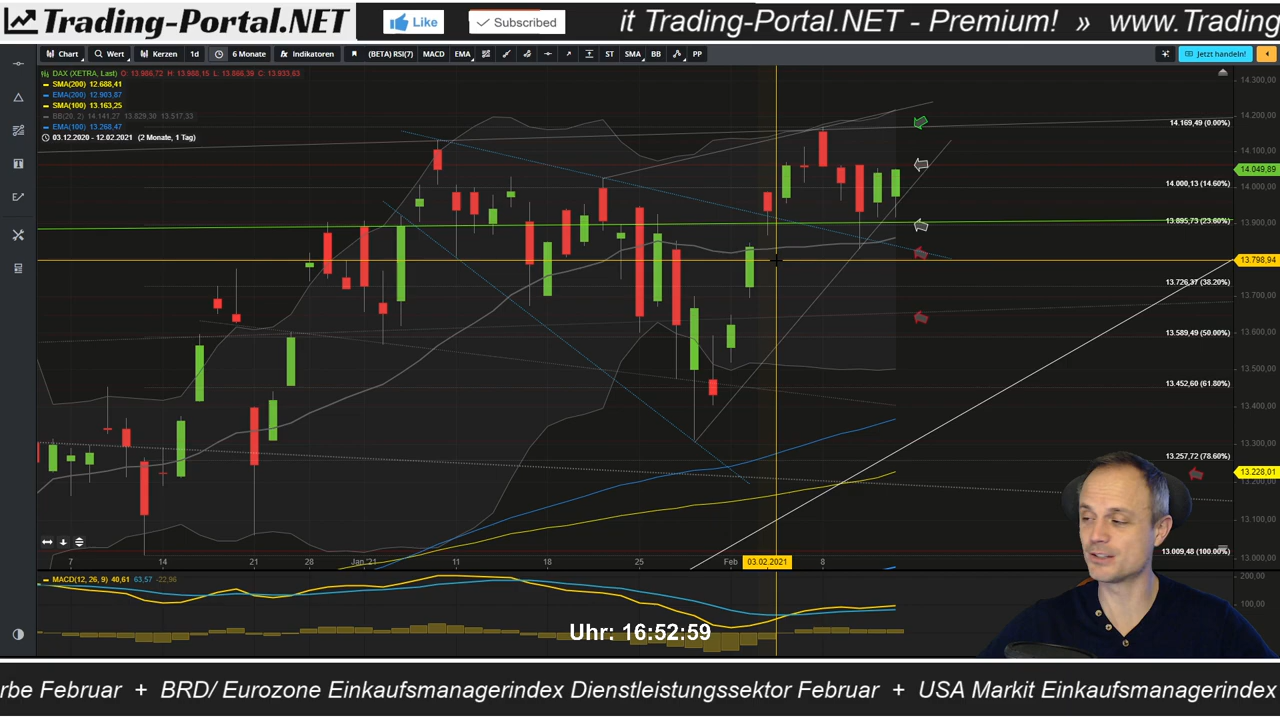 Trading-Portal.NET
Like
Subscribed
it Trading-Portal.NET - Premium! » www.Trading
Chart
Wert
Kerzen
1d
6 Monate
Indikatoren
(BETA) RSI(7)
MACD
EMA
ST
SMA
BB
PP
Jetzt handeln!
DAX (XETRA, Last) O: 13.986,72 H: 13.988,15 L: 13.866,39 C: 13.933,63
SMA(200) 12.688,41
EMA(200) 12.903,87
SMA(100) 13.163,25
BB(20, 2) 14.141,27 13.829,30 13.517,33
EMA(100) 13.268,47
03.12.2020 - 12.02.2021 (2 Monate, 1 Tag)
14.300,00
14.200,00
14.169,49 (0.00%)
14.100,00
14.049,89
14.000,13 (14.60%)
14.000,00
13.895,73 (23.60%)
13.900,00
13.798,94
13.726,37 (38.20%)
13.700,00
13.589,49 (50.00%)
13.600,00
13.500,00
13.452,60 (61.80%)
13.400,00
13.300,00
13.257,72 (78.60%)
13.228,01
13.200,00
13.100,00
13.009,48 (100.00%)
13.000,00
7
14
21
28
Jan '21
11
18
25
Feb
03.02.2021
8
MACD(12, 26, 9) 40,61 63,57 -22,96
200,00
100,00
Uhr: 16:52:59
rbe Februar + BRD/ Eurozone Einkaufsmanagerindex Dienstleistungssektor Februar + USA Markit Einkaufsmanagerindex